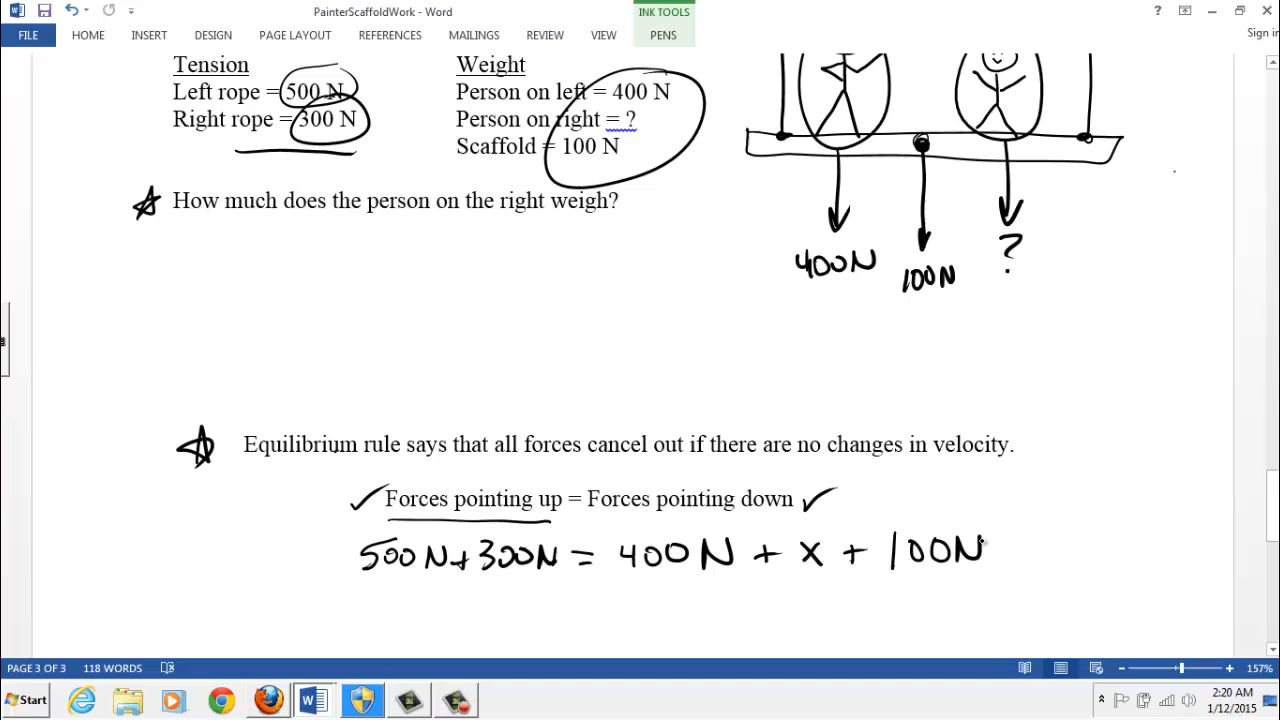 PainterScaffoldWork - Word
INK TOOLS
?
Sign in
FILE HOME INSERT DESIGN PAGE LAYOUT REFERENCES MAILINGS REVIEW VIEW PENS
Tension
Left rope = 500 N
Right rope = 300 N
Weight
Person on left = 400 N
Person on right = ?
Scaffold = 100 N
400N
100N
?
How much does the person on the right weigh?
Equilibrium rule says that all forces cancel out if there are no changes in velocity.
Forces pointing up = Forces pointing down
500N+300N = 400N + x + 100N
PAGE 3 OF 3 118 WORDS
157%
Start
2:20 AM
1/12/2015